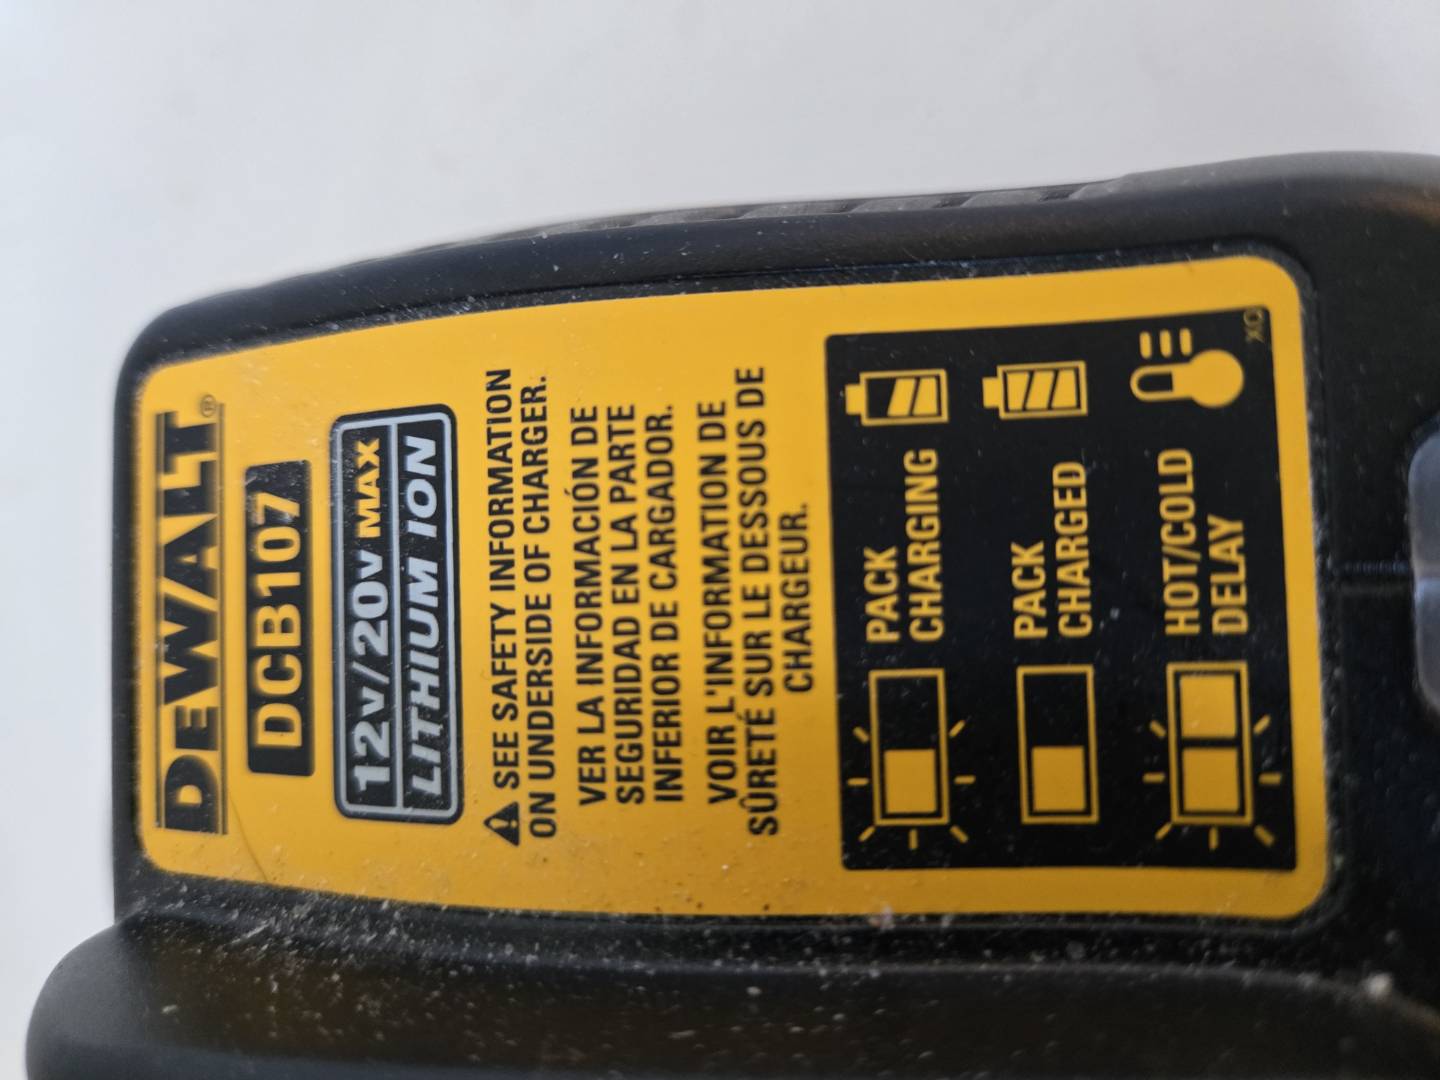 DEWALT®
DCB107
12V/20V MAX
LITHIUM ION
SEE SAFETY INFORMATION
ON UNDERSIDE OF CHARGER.
VER LA INFORMACIÓN DE
SEGURIDAD EN LA PARTE
INFERIOR DE CARGADOR.
VOIR L'INFORMATION DE
SÛRETÉ SUR LE DESSOUS DE
CHARGEUR.
PACK
CHARGING
PACK
CHARGED
HOT/COLD
DELAY